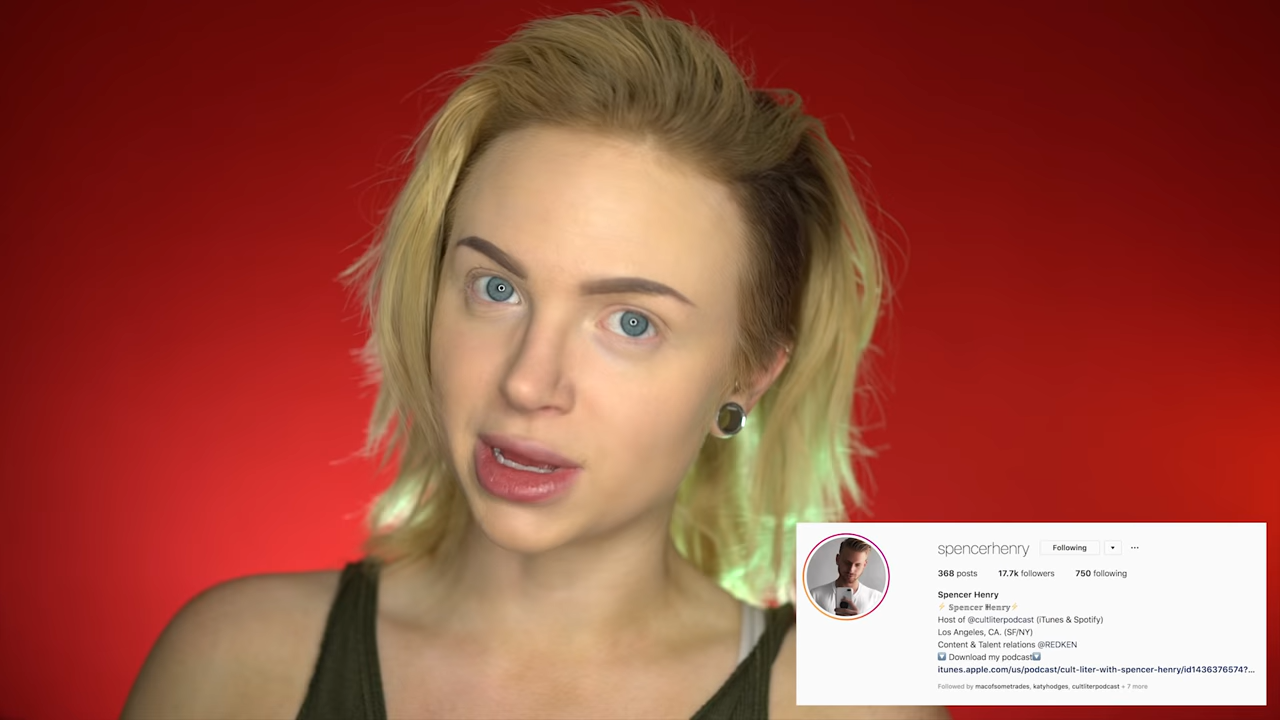 spencerhenry Following
368 posts 17.7k followers 750 following
Spencer Henry
⚡ Spencer Henry⚡
Host of @cultliterpodcast (iTunes & Spotify)
Los Angeles, CA. (SF/NY)
Content & Talent relations @REDKEN
Download my podcast
itunes.apple.com/us/podcast/cult-liter-with-spencer-henry/id1436376574?...
Followed by macofsometrades, katyhodges, cultliterpodcast + 7 more